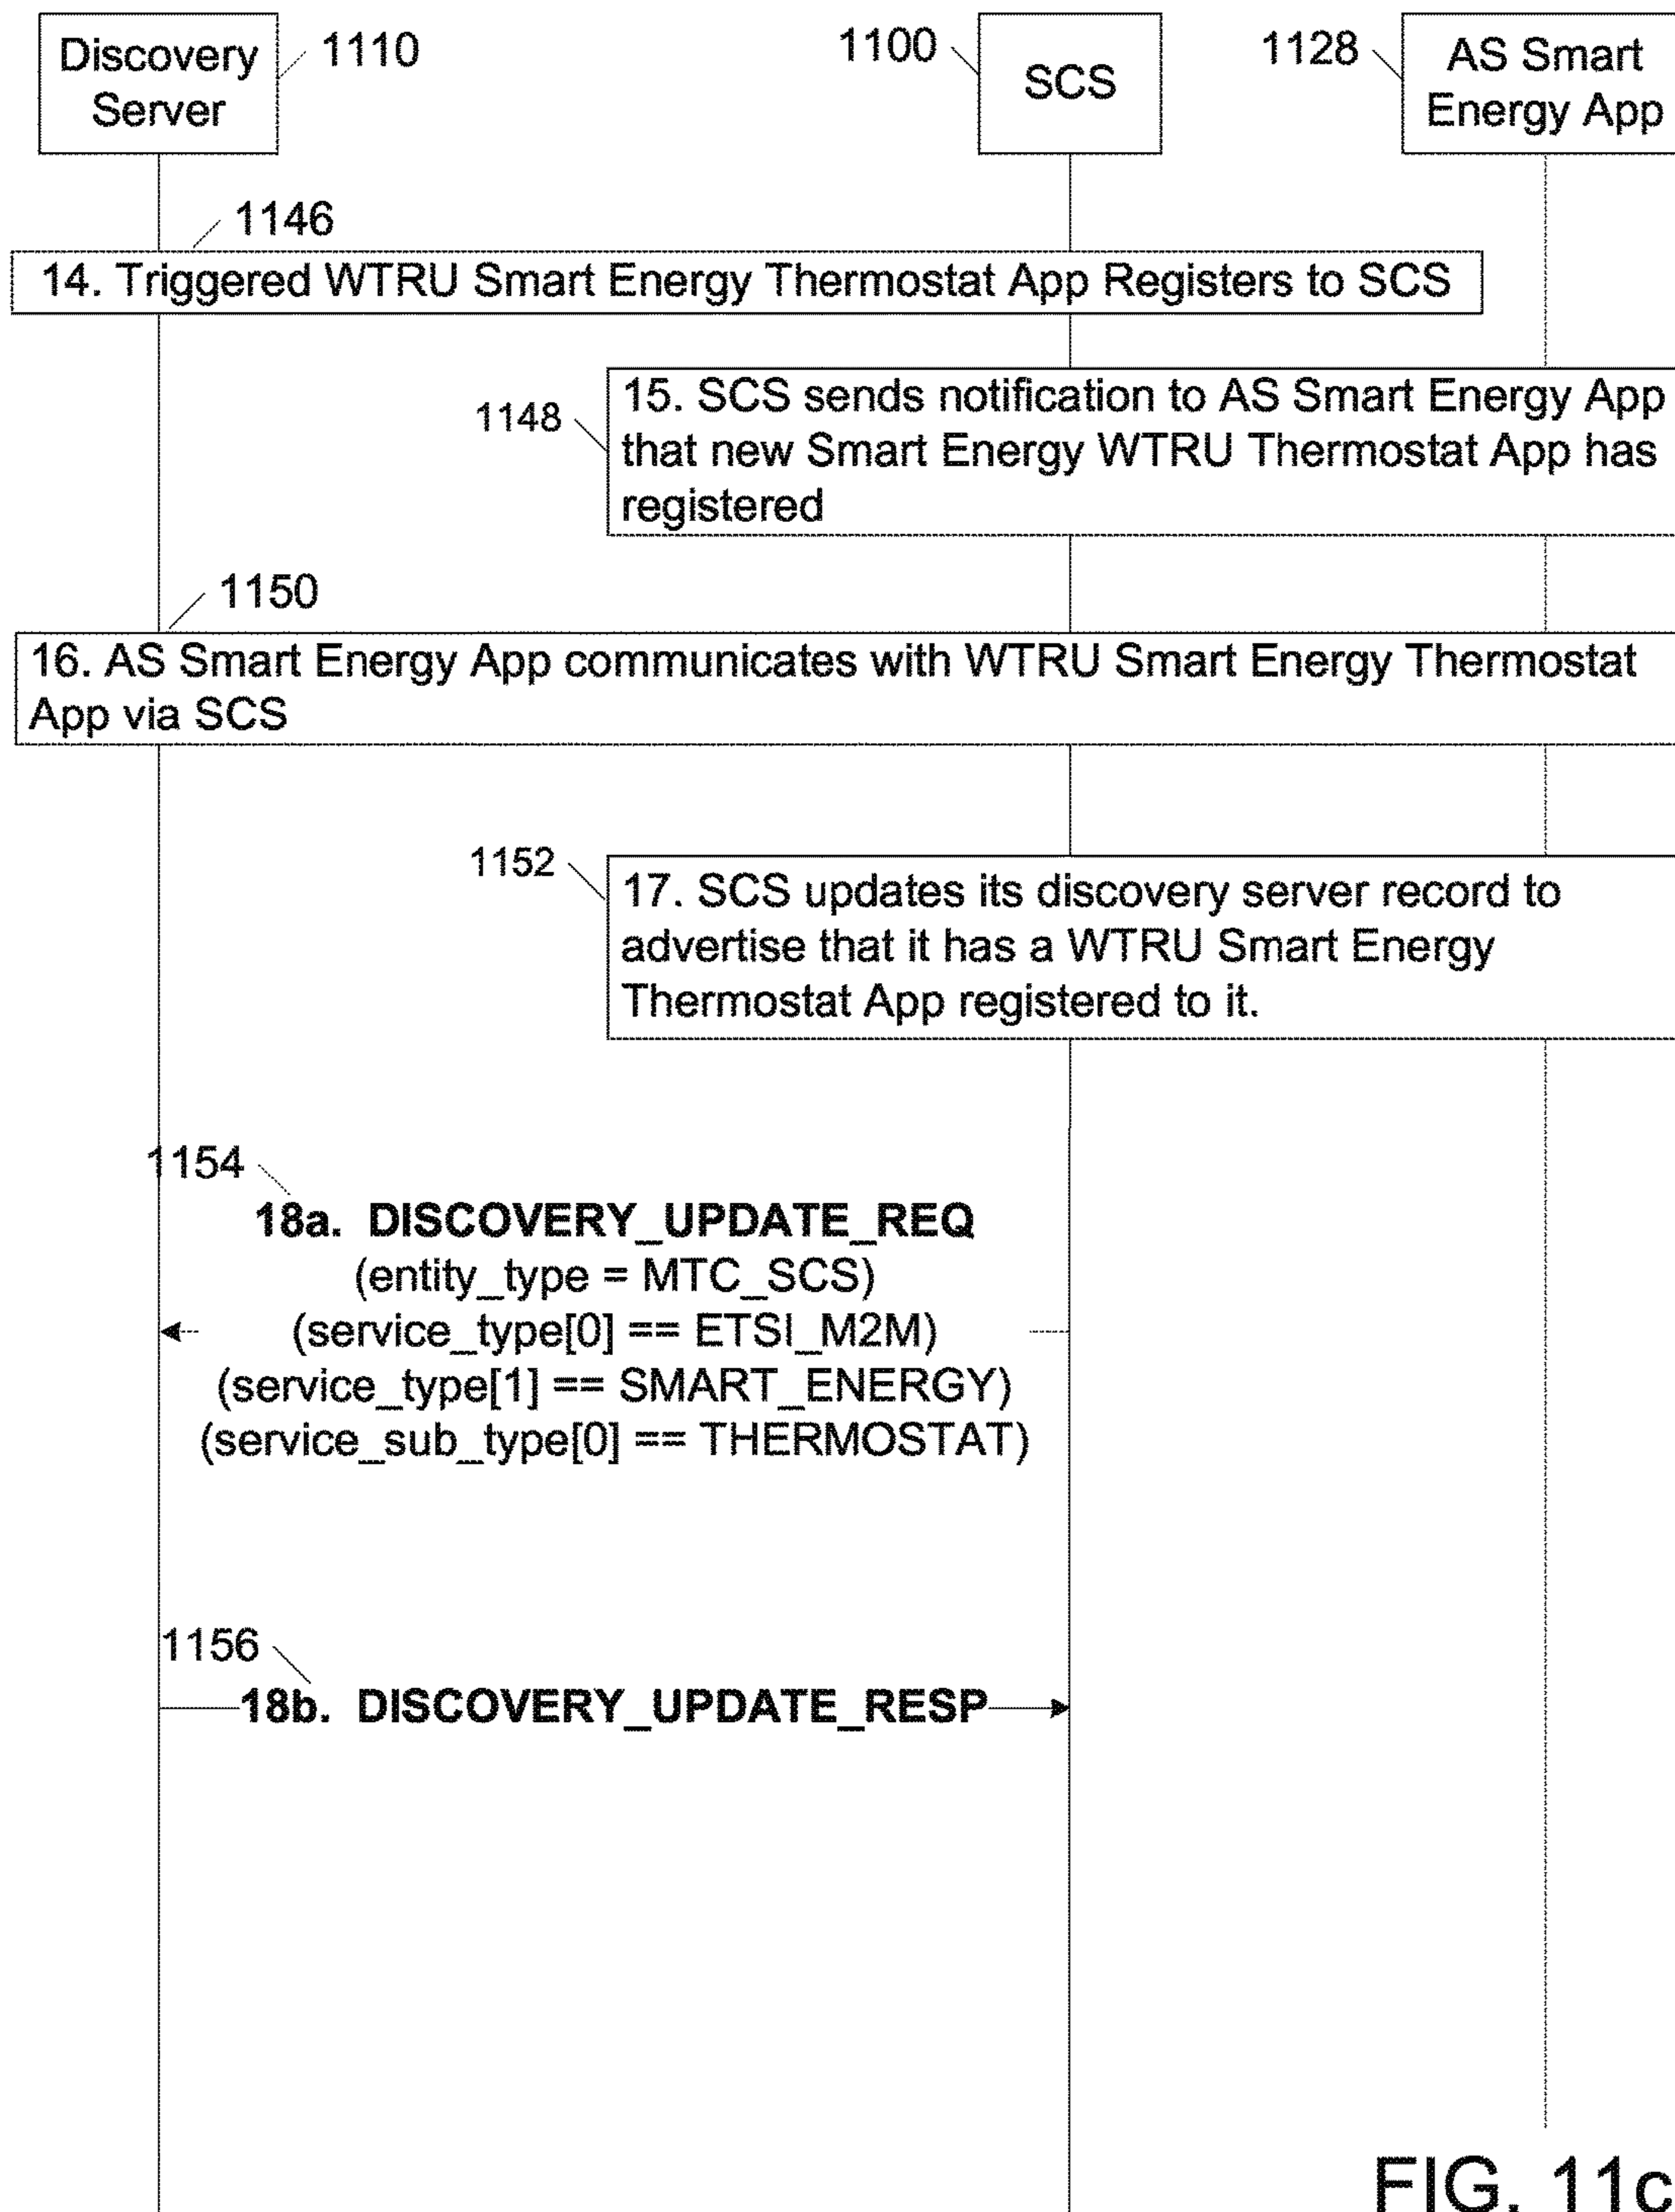 Discovery
Server
1110
1100
SCS
1128
AS Smart
Energy App
1146
14. Triggered WTRU Smart Energy Thermostat App Registers to SCS
1148
15. SCS sends notification to AS Smart Energy App
that new Smart Energy WTRU Thermostat App has
registered
1150
16. AS Smart Energy App communicates with WTRU Smart Energy Thermostat
App via SCS
1152
17. SCS updates its discovery server record to
advertise that it has a WTRU Smart Energy
Thermostat App registered to it.
1154
18a. DISCOVERY_UPDATE_REQ
(entity_type = MTC_SCS)
(service_type[0] == ETSI_M2M)
(service_type[1] == SMART_ENERGY)
(service_sub_type[0] == THERMOSTAT)
1156
18b. DISCOVERY_UPDATE_RESP
FIG. 11c